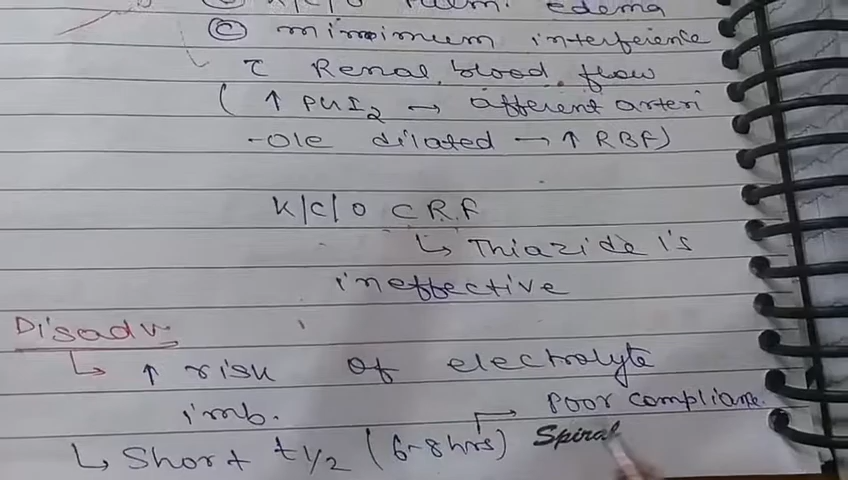 edema
© minimum interference
τ Renal blood flow
( ↑ PUI₂ → afferent arteri
-ole dilated → ↑ RBF)
K/C/O CRF
↳ Thiazide is
ineffective
Disadv.
↳ ↑ risk of electrolyte
imb.
→ Poor compliance.
↳ Short t1/2 (6-8 hrs) Spiral